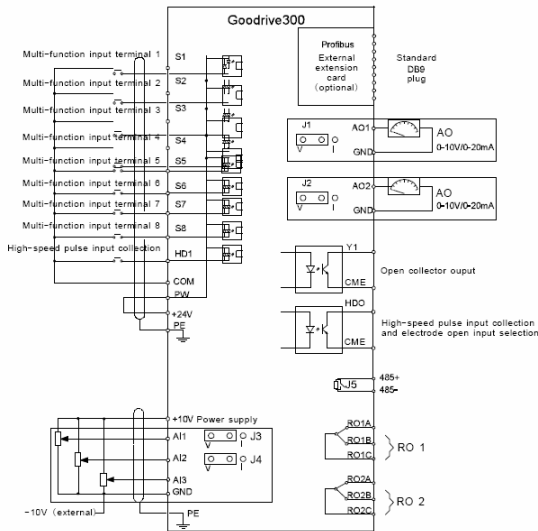 Goodrive300
Multi-function input terminal 1
S1
Multi-function input terminal 2
S2
Multi-function input terminal 3
S3
Multi-function input terminal 4
S4
Multi-function input terminal 5
S5
Multi-function input terminal 6
S6
Multi-function input terminal 7
S7
Multi-function input terminal 8
S8
High-speed pulse input collection
HD1
COM
PW
+24V
PE
+10V Power supply
AI1
V
I
J3
AI2
V
I
J4
AI3
GND
-10V (external)
PE
Profibus
External
extension
card
(optional)
Standard
DB9
plug
J1
V
I
AO1
GND
AO
0-10V/0-20mA
J2
V
I
AO2
GND
AO
0-10V/0-20mA
Y1
CME
Open collector ouput
HDO
CME
High-speed pulse input collection
and electrode open input selection
J5
485+
485-
RO1A
RO1B
RO1C
RO 1
RO2A
RO2B
RO2C
RO 2